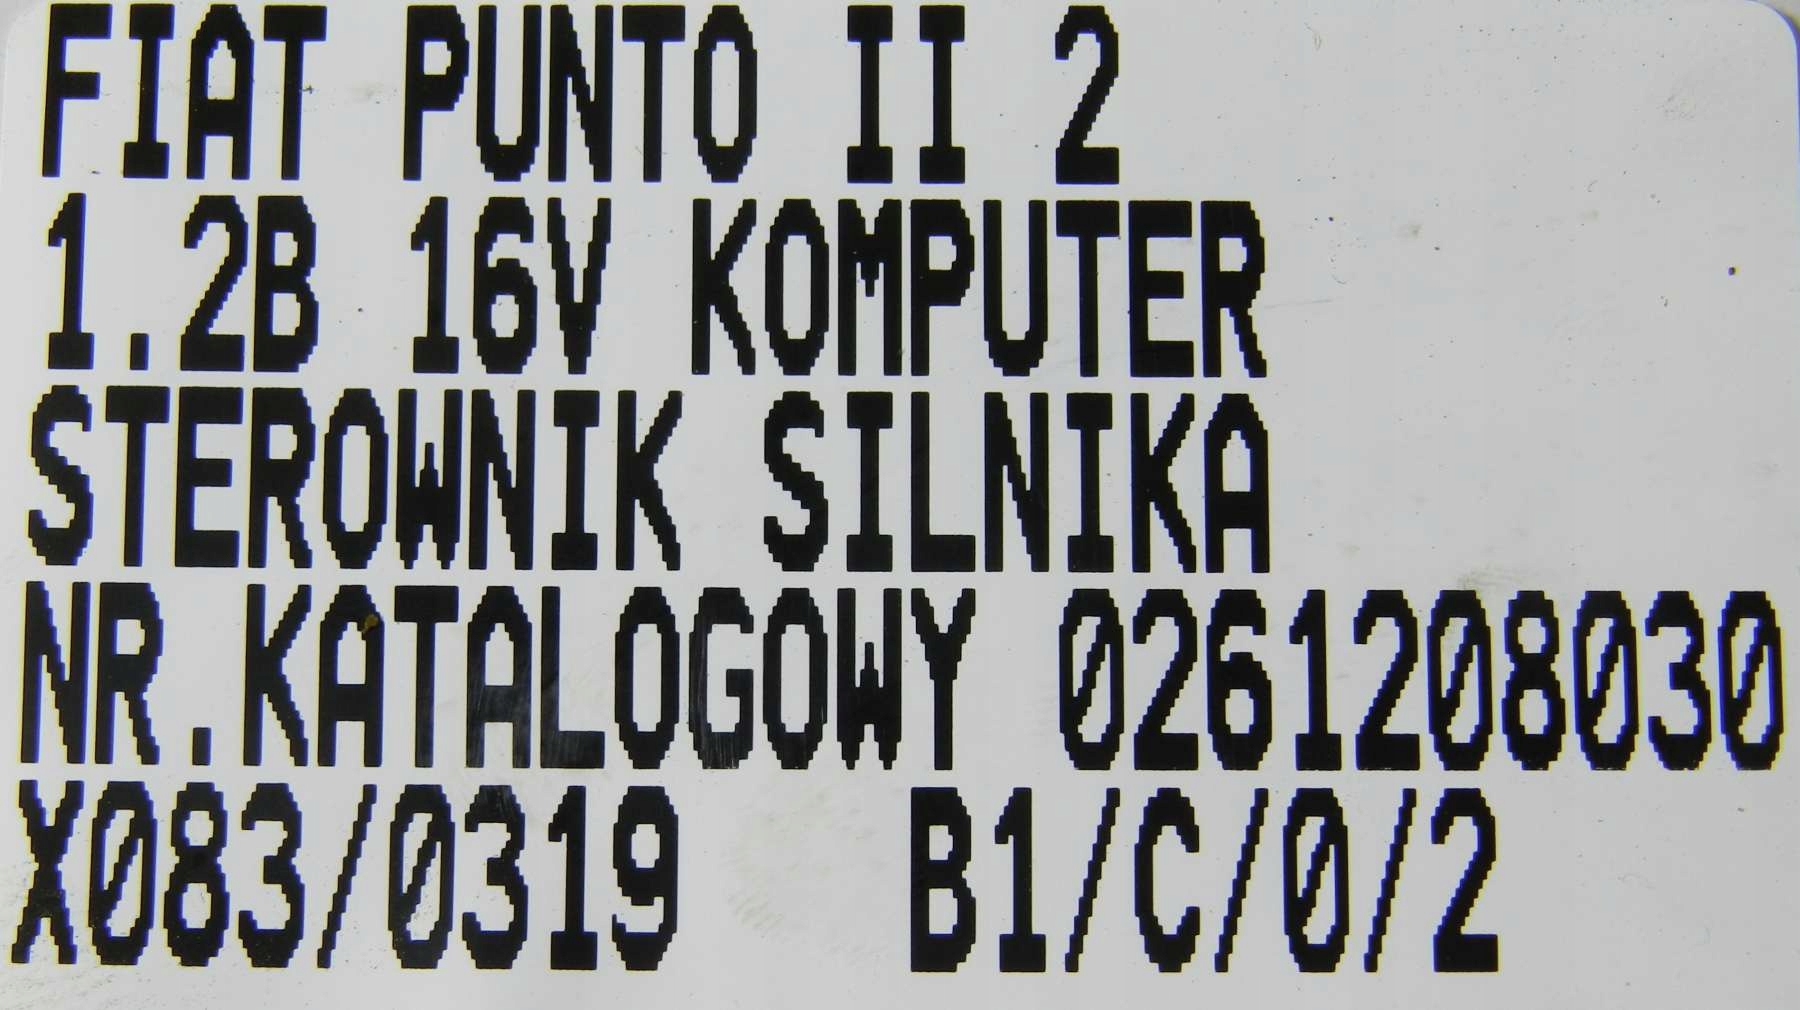 FIAT PUNTO II 2
1.2B 16V KOMPUTER
STEROWNIK SILNIKA
NR.KATALOGOWY 0261208030
X083/0319 B1/C/0/2